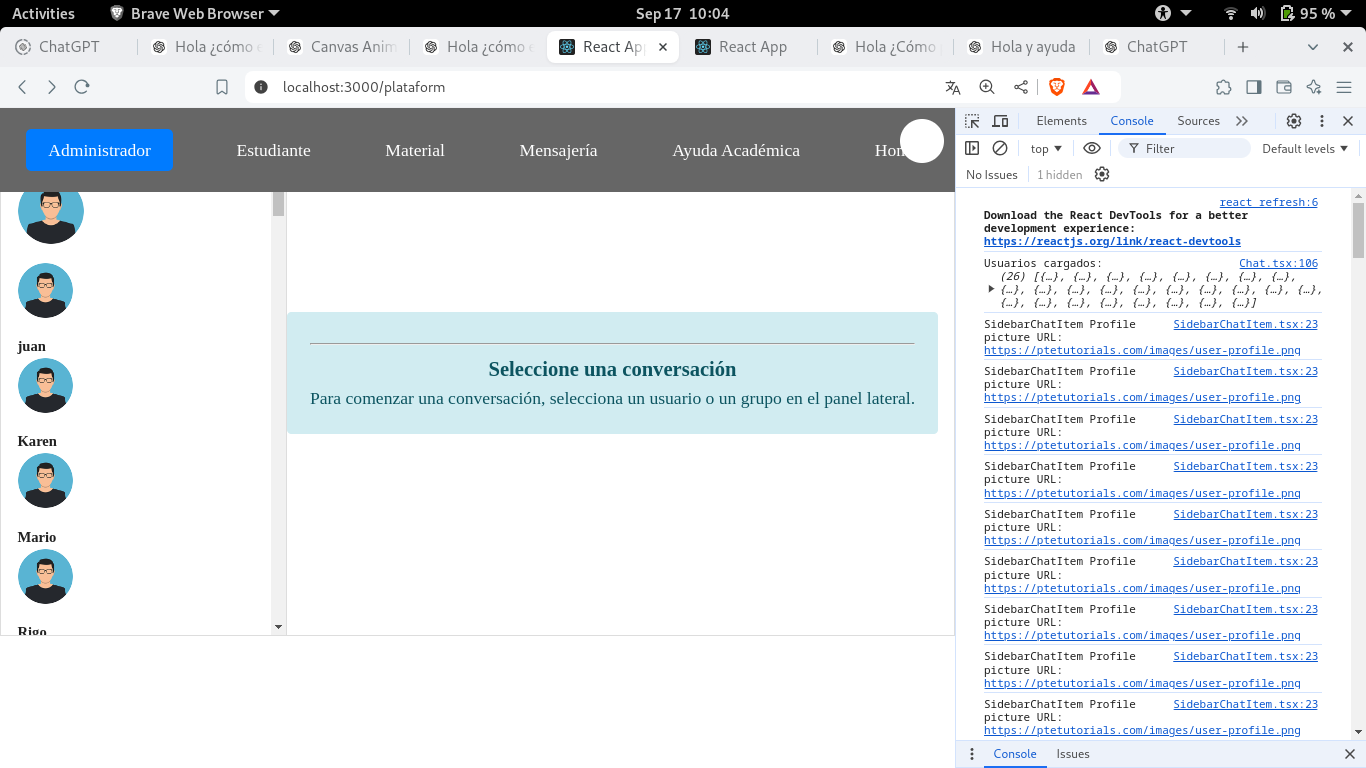 Activities
Brave Web Browser
Sep 17 10:04
95 %
ChatGPT
Hola ¿cómo e
Canvas Anim
Hola ¿cómo e
React App
React App
Hola ¿Cómo
Hola y ayuda
ChatGPT
localhost:3000/plataform
Administrador
Estudiante
Material
Mensajería
Ayuda Académica
Hom
juan
Karen
Mario
Rigo
Seleccione una conversación
Para comenzar una conversación, selecciona un usuario o un grupo en el panel lateral.
Elements
Console
Sources
top
Filter
Default levels
No Issues
1 hidden
react refresh:6
Download the React DevTools for a better
development experience:
https://reactjs.org/link/react-devtools
Usuarios cargados: Chat.tsx:106
(26) [{…}, {…}, {…}, {…}, {…}, {…}, {…}, {…},
{…}, {…}, {…}, {…}, {…}, {…}, {…}, {…}, {…}, {…},
{…}, {…}, {…}, {…}, {…}, {…}, {…}, {…}]
SidebarChatItem Profile SidebarChatItem.tsx:23
picture URL:
https://ptetutorials.com/images/user-profile.png
SidebarChatItem Profile SidebarChatItem.tsx:23
picture URL:
https://ptetutorials.com/images/user-profile.png
SidebarChatItem Profile SidebarChatItem.tsx:23
picture URL:
https://ptetutorials.com/images/user-profile.png
SidebarChatItem Profile SidebarChatItem.tsx:23
picture URL:
https://ptetutorials.com/images/user-profile.png
SidebarChatItem Profile SidebarChatItem.tsx:23
picture URL:
https://ptetutorials.com/images/user-profile.png
SidebarChatItem Profile SidebarChatItem.tsx:23
picture URL:
https://ptetutorials.com/images/user-profile.png
SidebarChatItem Profile SidebarChatItem.tsx:23
picture URL:
https://ptetutorials.com/images/user-profile.png
SidebarChatItem Profile SidebarChatItem.tsx:23
picture URL:
https://ptetutorials.com/images/user-profile.png
SidebarChatItem Profile SidebarChatItem.tsx:23
picture URL:
https://ptetutorials.com/images/user-profile.png
Console
Issues